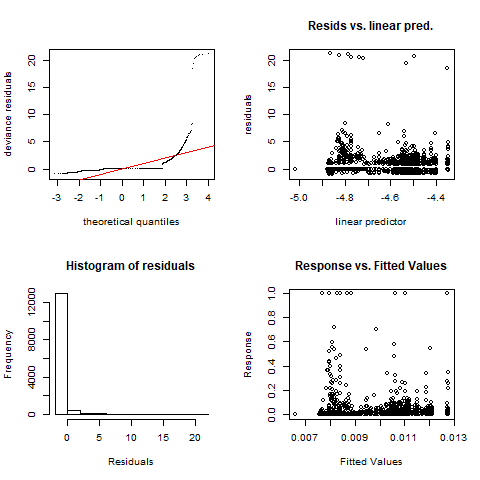 deviance residuals
0 5 10 15 20
-3 -2 -1 0 1 2 3 4
theoretical quantiles
Resids vs. linear pred.
residuals
0 5 10 15 20
-5.0 -4.8 -4.6 -4.4
linear predictor
Histogram of residuals
Frequency
0 4000 8000 12000
0 5 10 15 20
Residuals
Response vs. Fitted Values
Response
0.0 0.2 0.4 0.6 0.8 1.0
0.007 0.009 0.011 0.013
Fitted Values